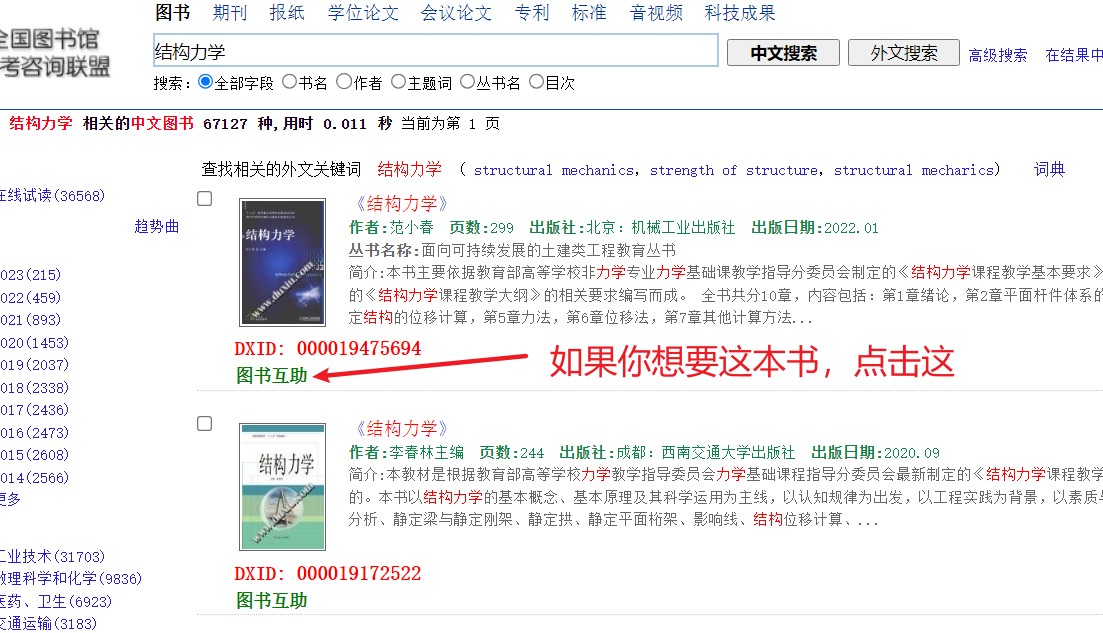 图书 期刊 报纸 学位论文 会议论文 专利 标准 音视频 科技成果
全国图书馆
考咨询联盟
结构力学 中文搜索 外文搜索 高级搜索 在结果中
搜索：全部字段 书名 作者 主题词 丛书名 目次
结构力学 相关的中文图书 67127 种,用时 0.011 秒 当前为第 1 页
查找相关的外文关键词 结构力学 ( structural mechanics, strength of structure, structural mecharics) 词典
在线试读(36568)
趋势曲
023(215)
022(459)
021(893)
020(1453)
019(2037)
018(2338)
017(2436)
016(2473)
015(2608)
014(2566)
更多
工业技术(31703)
数理科学和化学(9836)
医药、卫生(6923)
交通运输(3183)
结构力学
www.duxiu.com
《结构力学》
作者:范小春 页数:299 出版社:北京：机械工业出版社 出版日期:2022.01
丛书名称:面向可持续发展的土建类工程教育丛书
简介:本书主要依据教育部高等学校非力学专业力学基础课教学指导分委员会制定的《结构力学课程教学基本要求》
的《结构力学课程教学大纲》的相关要求编写而成。 全书共分10章，内容包括：第1章绪论，第2章平面杆件体系的
定结构的位移计算，第5章力法，第6章位移法，第7章其他计算方法...
DXID: 000019475694
图书互助
如果你想要这本书，点击这
结构力学
www.duxiu.com
《结构力学》
作者:李春林主编 页数:244 出版社:成都：西南交通大学出版社 出版日期:2020.09
简介:本教材是根据教育部高等学校力学教学指导委员会力学基础课程指导分委员会最新制定的《结构力学课程教学
的。本书以结构力学的基本概念、基本原理及其科学运用为主线，以认知规律为出发，以工程实践为背景，以素质与
分析、静定梁与静定刚架、静定拱、静定平面桁架、影响线、结构位移计算、...
DXID: 000019172522
图书互助